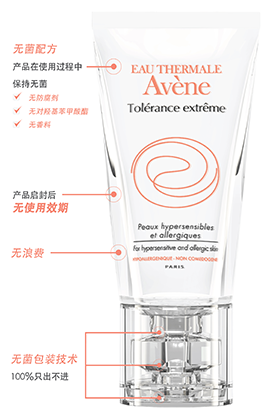 无菌配方
产品在使用过程中
保持无菌
✓ 无防腐剂
✓ 无对羟基苯甲酸酯
✓ 无香料
产品启封后
无使用效期
无浪费
无菌包装技术
100%只出不进
EAU THERMALE
Avène
Tolérance extrême
Peaux hypersensibles
et allergiques
For hypersensitive and allergic skin
HYPOALLERGENIQUE - NON COMEDOGENE
PARIS